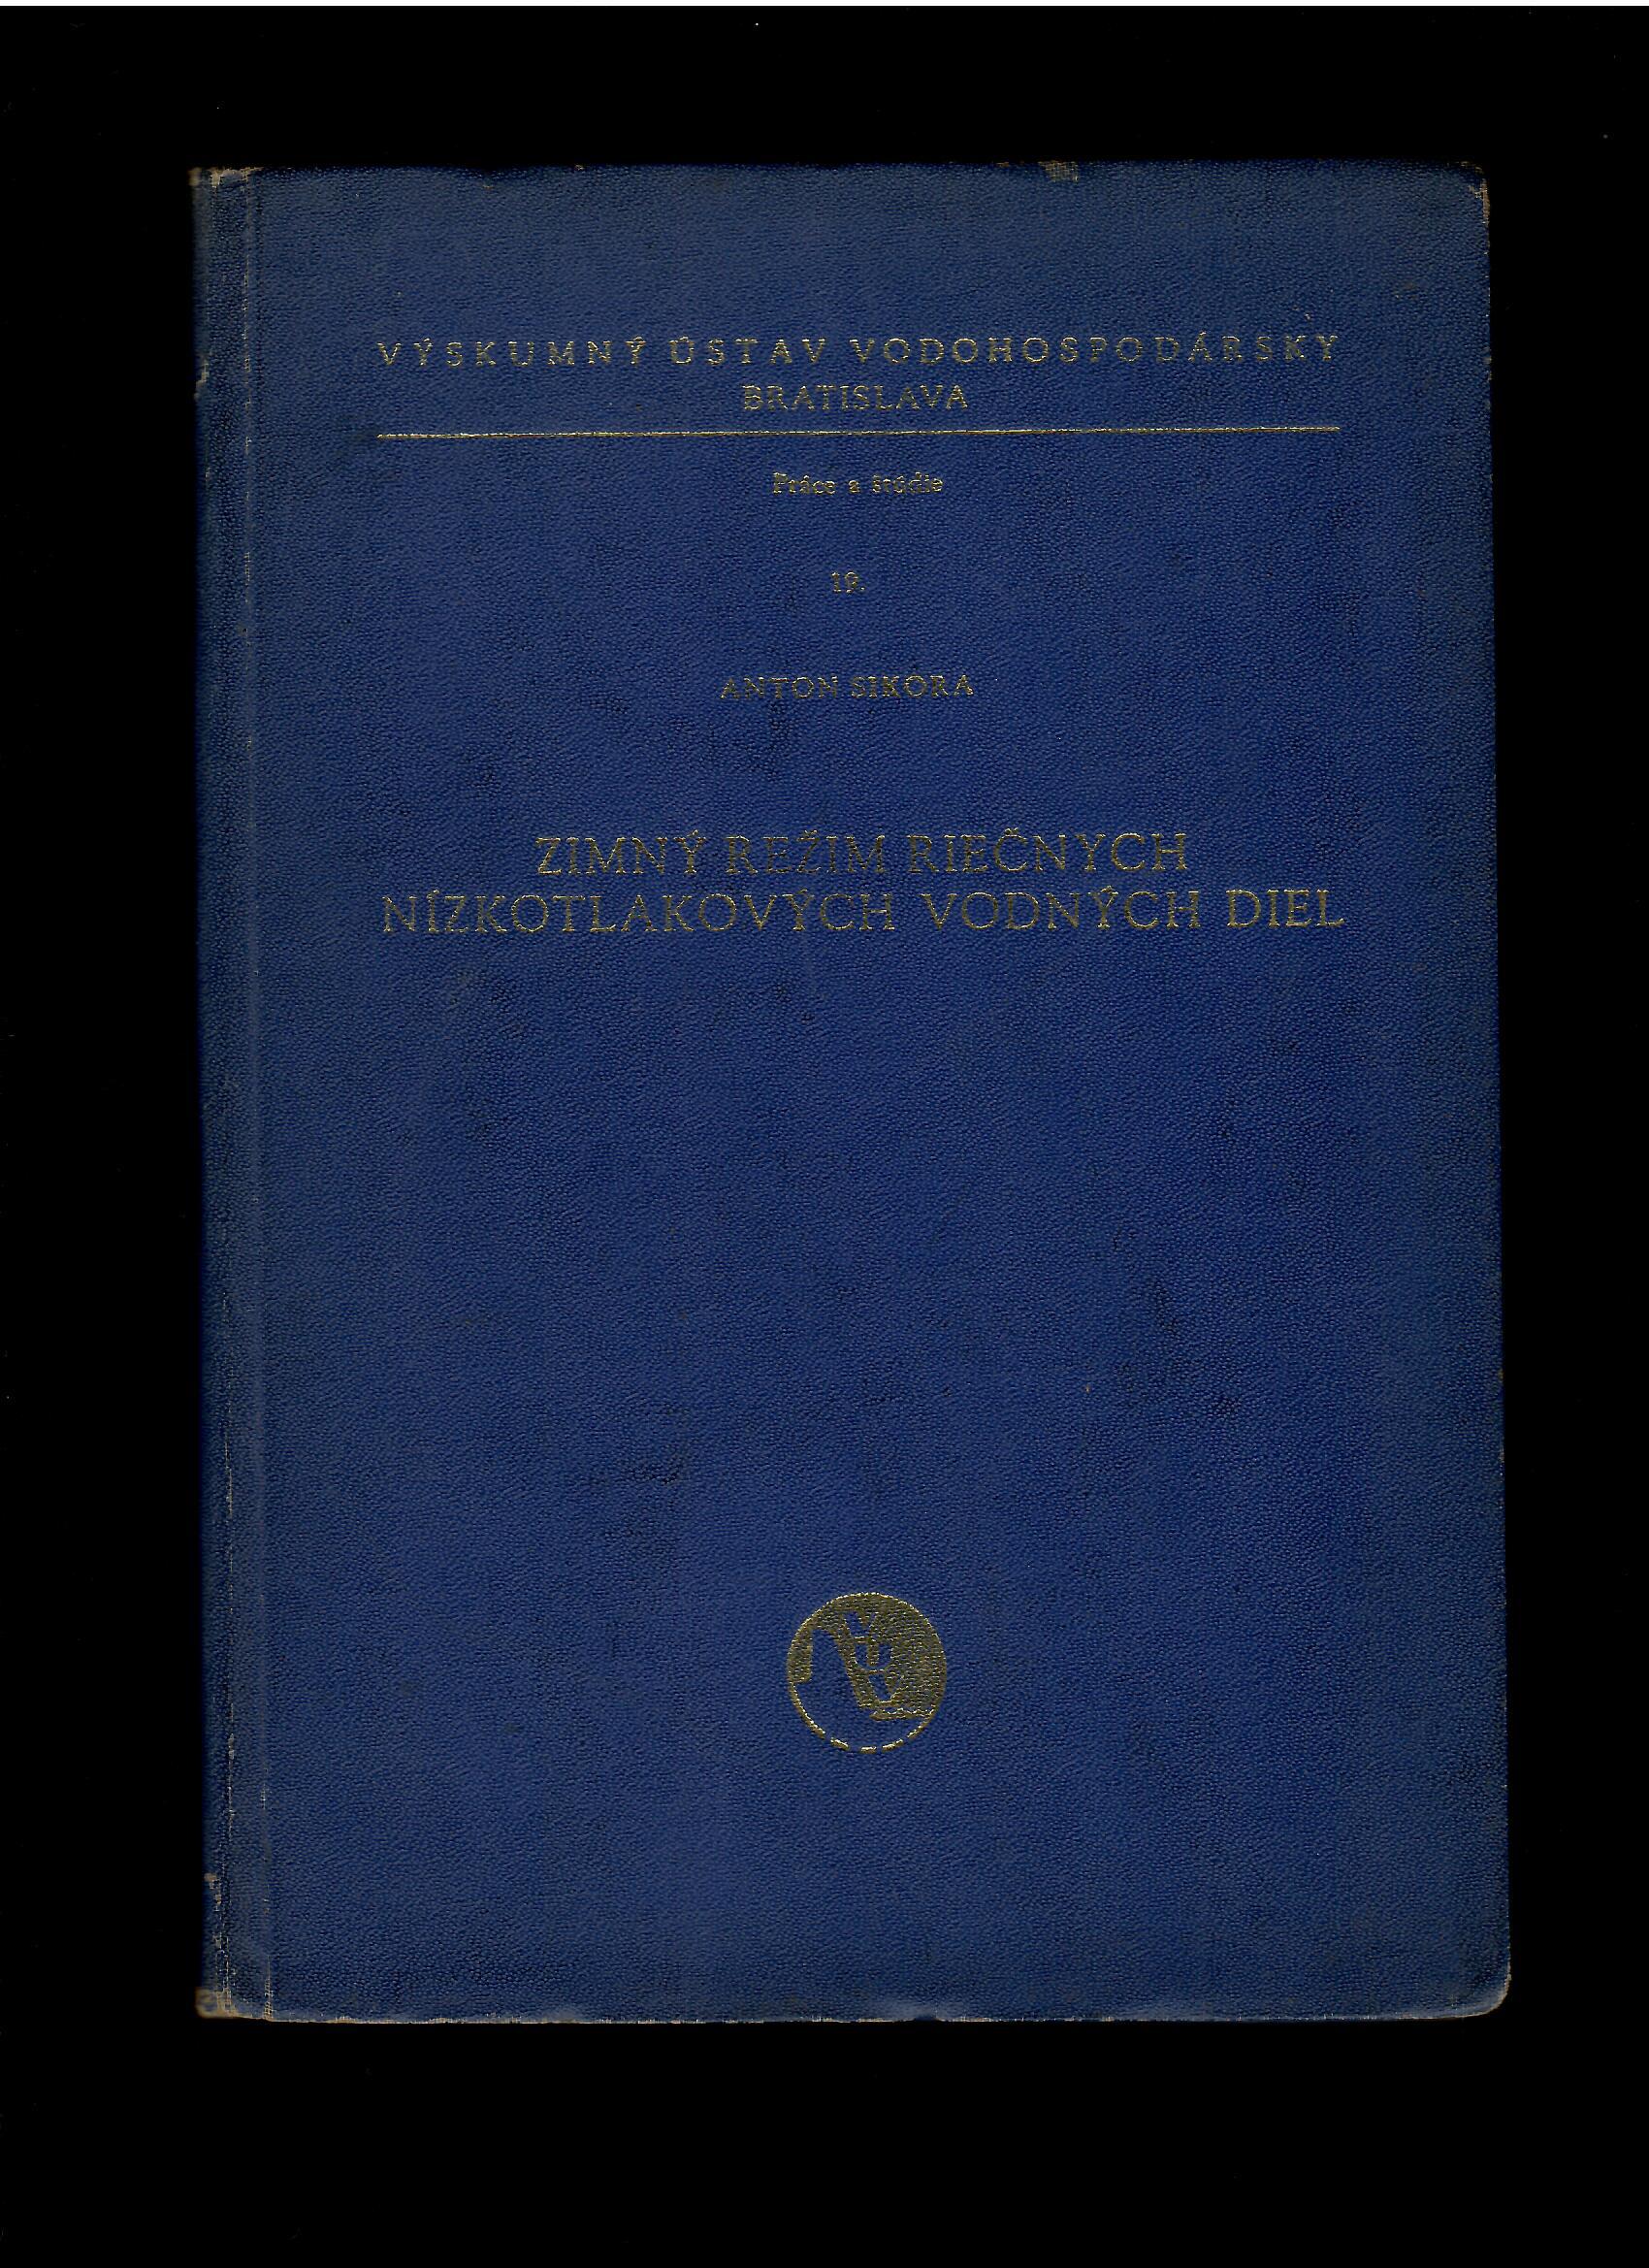 VÝSKUMNÝ ÚSTAV VODOHOSPODÁRSKY
BRATISLAVA
Práce a štúdie
19.
ANTON SIKORA
ZIMNÝ REŽIM RIEČNYCH
NÍZKOTLAKOVÝCH VODNÝCH DIEL
V
U
V